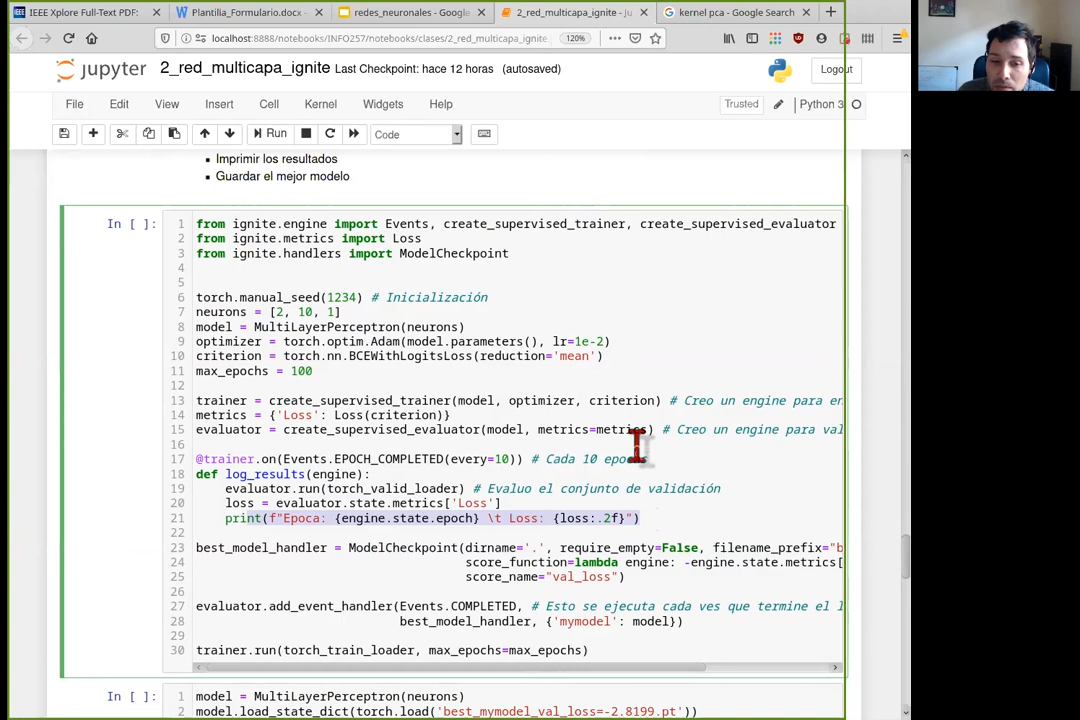 IEEE IEEE Xplore Full-Text PDF: ×
Plantilia_Formulario.docx - ×
redes_neuronales - Google ×
2_red_multicapa_ignite - Ju ×
kernel pca - Google Search ×
localhost:8888/notebooks/INFO257/notebooks/clases/2_red_multicapa_ignite
120%
jupyter 2_red_multicapa_ignite Last Checkpoint: hace 12 horas (autosaved)
Logout
File Edit View Insert Cell Kernel Widgets Help
Trusted Python 3
Run Code
▪ Imprimir los resultados
▪ Guardar el mejor modelo
In [ ]:
1 from ignite.engine import Events, create_supervised_trainer, create_supervised_evaluator
2 from ignite.metrics import Loss
3 from ignite.handlers import ModelCheckpoint
4
5
6 torch.manual_seed(1234) # Inicialización
7 neurons = [2, 10, 1]
8 model = MultiLayerPerceptron(neurons)
9 optimizer = torch.optim.Adam(model.parameters(), lr=1e-2)
10 criterion = torch.nn.BCEWithLogitsLoss(reduction='mean')
11 max_epochs = 100
12
13 trainer = create_supervised_trainer(model, optimizer, criterion) # Creo un engine para en
14 metrics = {'Loss': Loss(criterion)}
15 evaluator = create_supervised_evaluator(model, metrics=metrics) # Creo un engine para val
16
17 @trainer.on(Events.EPOCH_COMPLETED(every=10)) # Cada 10 epocas
18 def log_results(engine):
19 evaluator.run(torch_valid_loader) # Evaluo el conjunto de validación
20 loss = evaluator.state.metrics['Loss']
21 print(f"Epoca: {engine.state.epoch} \t Loss: {loss:.2f}")
22
23 best_model_handler = ModelCheckpoint(dirname='.', require_empty=False, filename_prefix="b
24 score_function=lambda engine: -engine.state.metrics[
25 score_name="val_loss")
26
27 evaluator.add_event_handler(Events.COMPLETED, # Esto se ejecuta cada ves que termine el l
28 best_model_handler, {'mymodel': model})
29
30 trainer.run(torch_train_loader, max_epochs=max_epochs)
In [ ]:
1 model = MultiLayerPerceptron(neurons)
2 model.load_state_dict(torch.load('best_mymodel_val_loss=-2.8199.pt'))